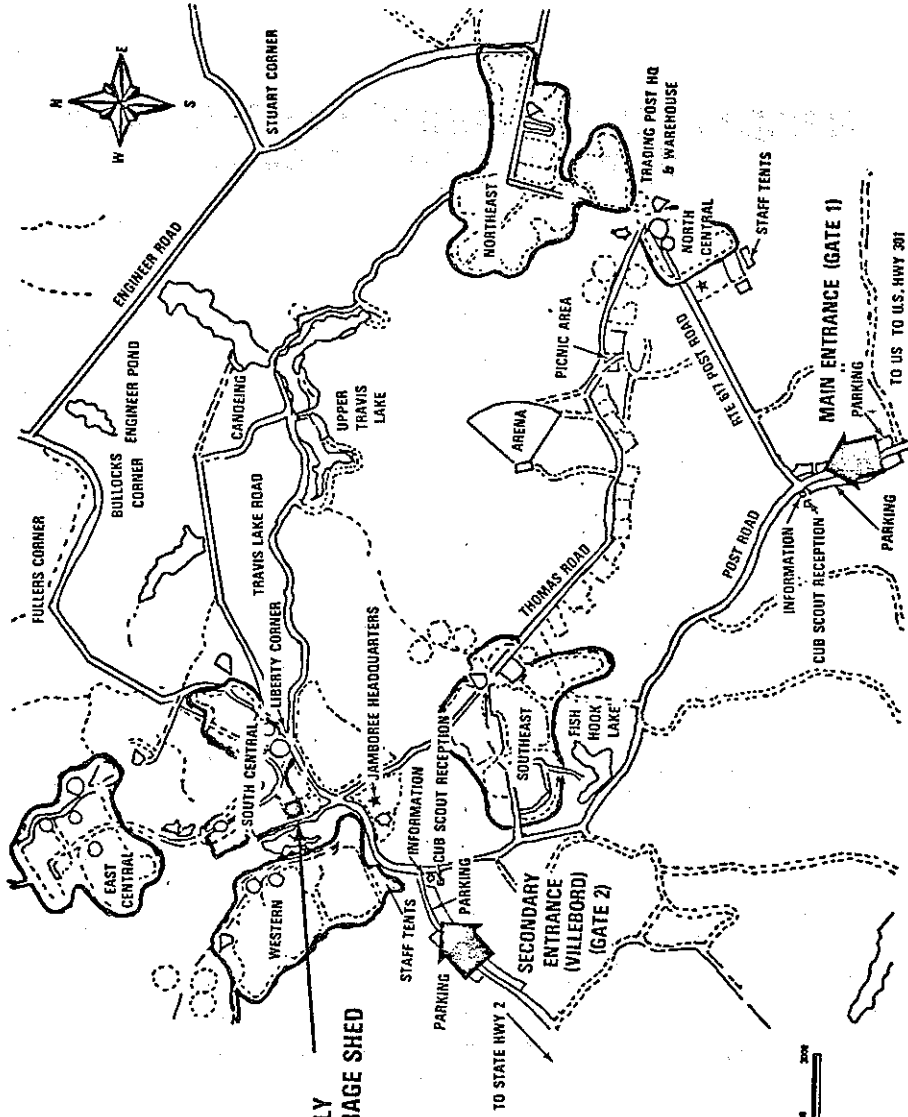 N
E
W
S
STUART CORNER
ENGINEER ROAD
FULLERS CORNER
BULLOCKS
CORNER
ENGINEER POND
CANOEING
UPPER
TRAVIS
LAKE
TRAVIS LAKE ROAD
LIBERTY CORNER
NORTHEAST
TRADING POST HQ
& WAREHOUSE
NORTH
CENTRAL
STAFF TENTS
PICNIC AREA
ARENA
THOMAS ROAD
RTE 617 POST ROAD
MAIN ENTRANCE (GATE 1)
PARKING
TO US TO U.S. HWY 301
PARKING
INFORMATION
CUB SCOUT RECEPTION
POST ROAD
EAST
CENTRAL
SOUTH CENTRAL
JAMBOREE HEADQUARTERS
WESTERN
INFORMATION
CUB SCOUT RECEPTION
SOUTHEAST
FISH
HOOK
LAKE
STAFF TENTS
PARKING
PARKING
SECONDARY
ENTRANCE
(VILLEBORD)
(GATE 2)
TO STATE HWY 2
LY
AGE SHED